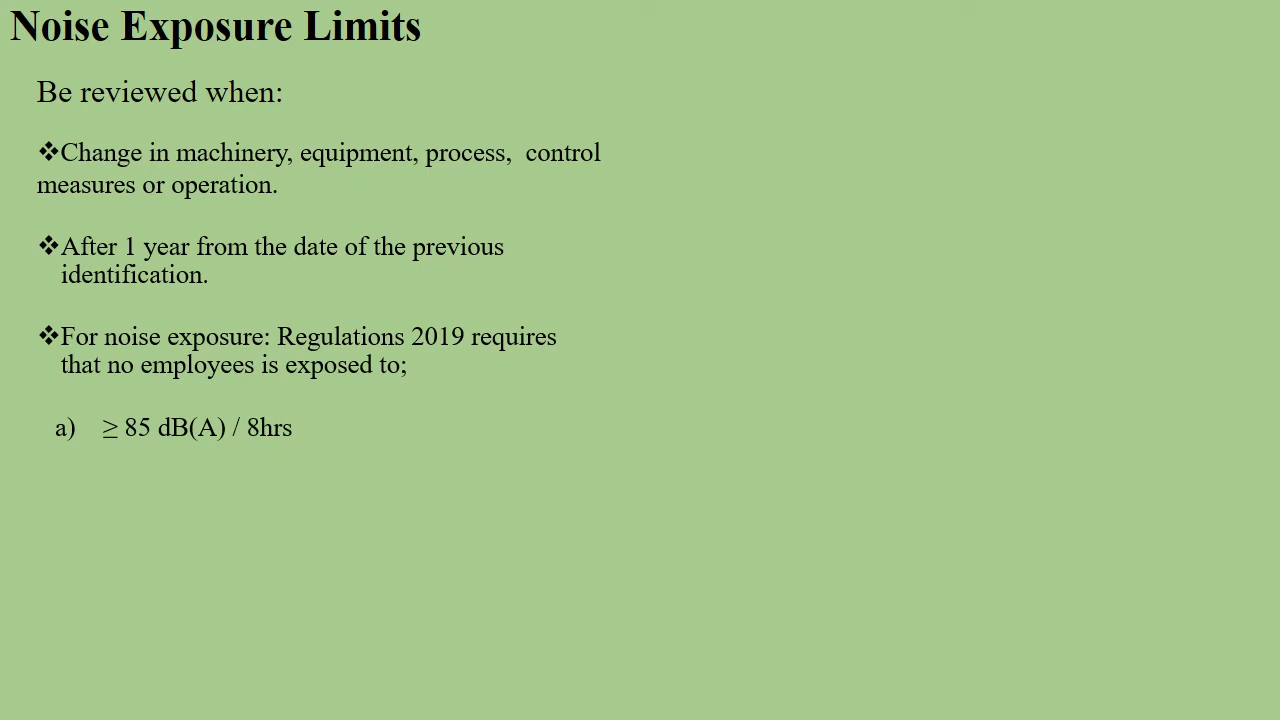 Noise Exposure Limits
Be reviewed when:
❖Change in machinery, equipment, process,  control
measures or operation.
❖After 1 year from the date of the previous
identification.
❖For noise exposure: Regulations 2019 requires
that no employees is exposed to;
a) ≥ 85 dB(A) / 8hrs